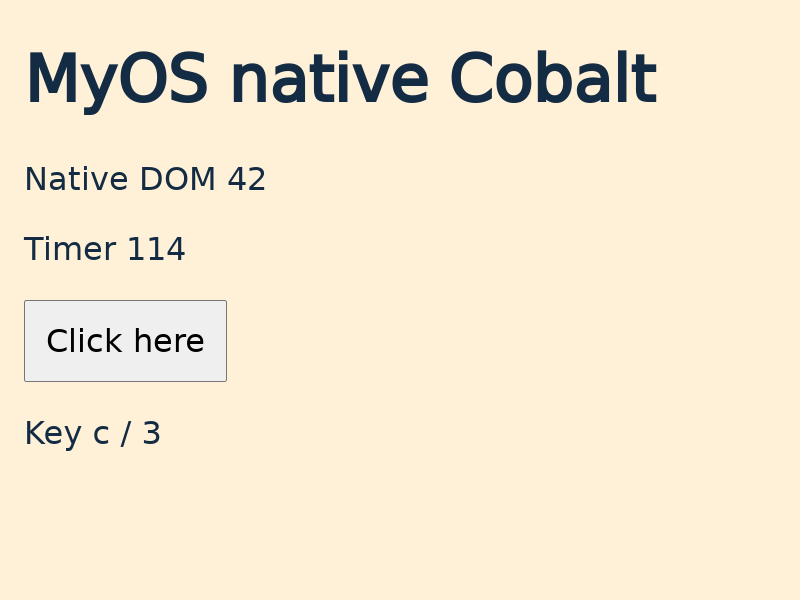 MyOS native Cobalt
Native DOM 42
Timer 114
Click here
Key c / 3